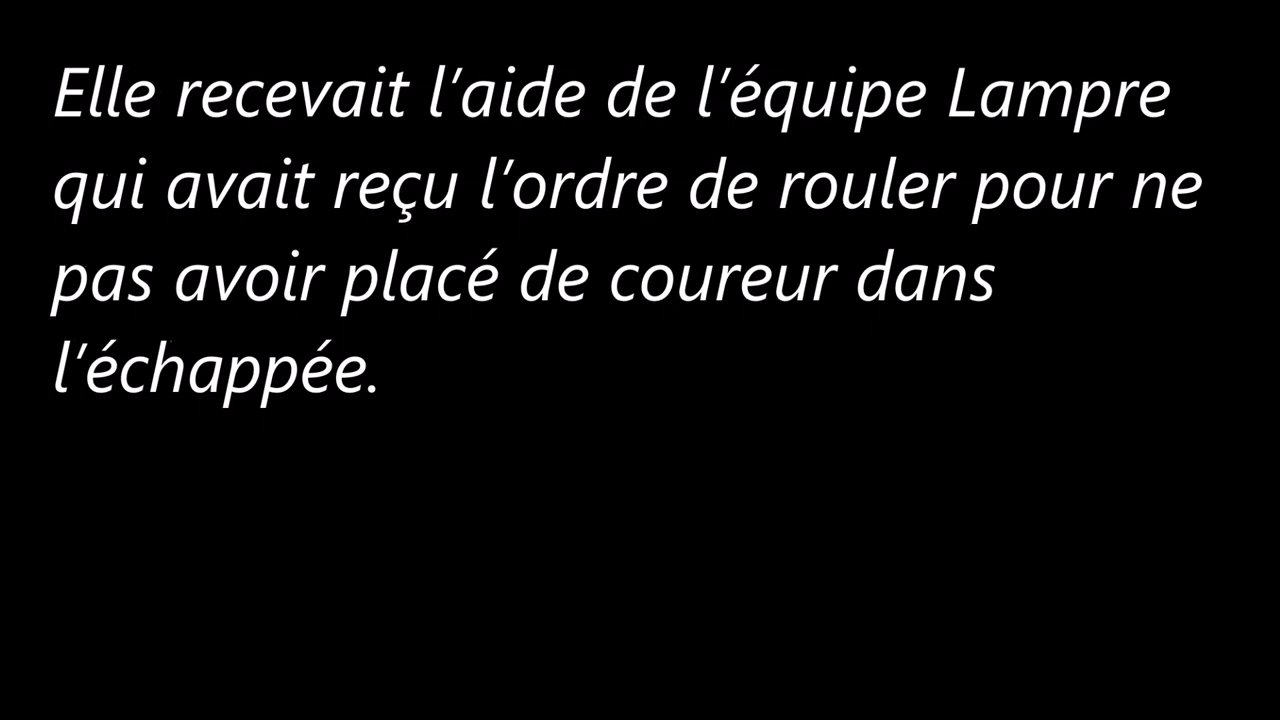 Elle recevait l’aide de l’équipe Lampre
qui avait reçu l’ordre de rouler pour ne
pas avoir placé de coureur dans
l’échappée.